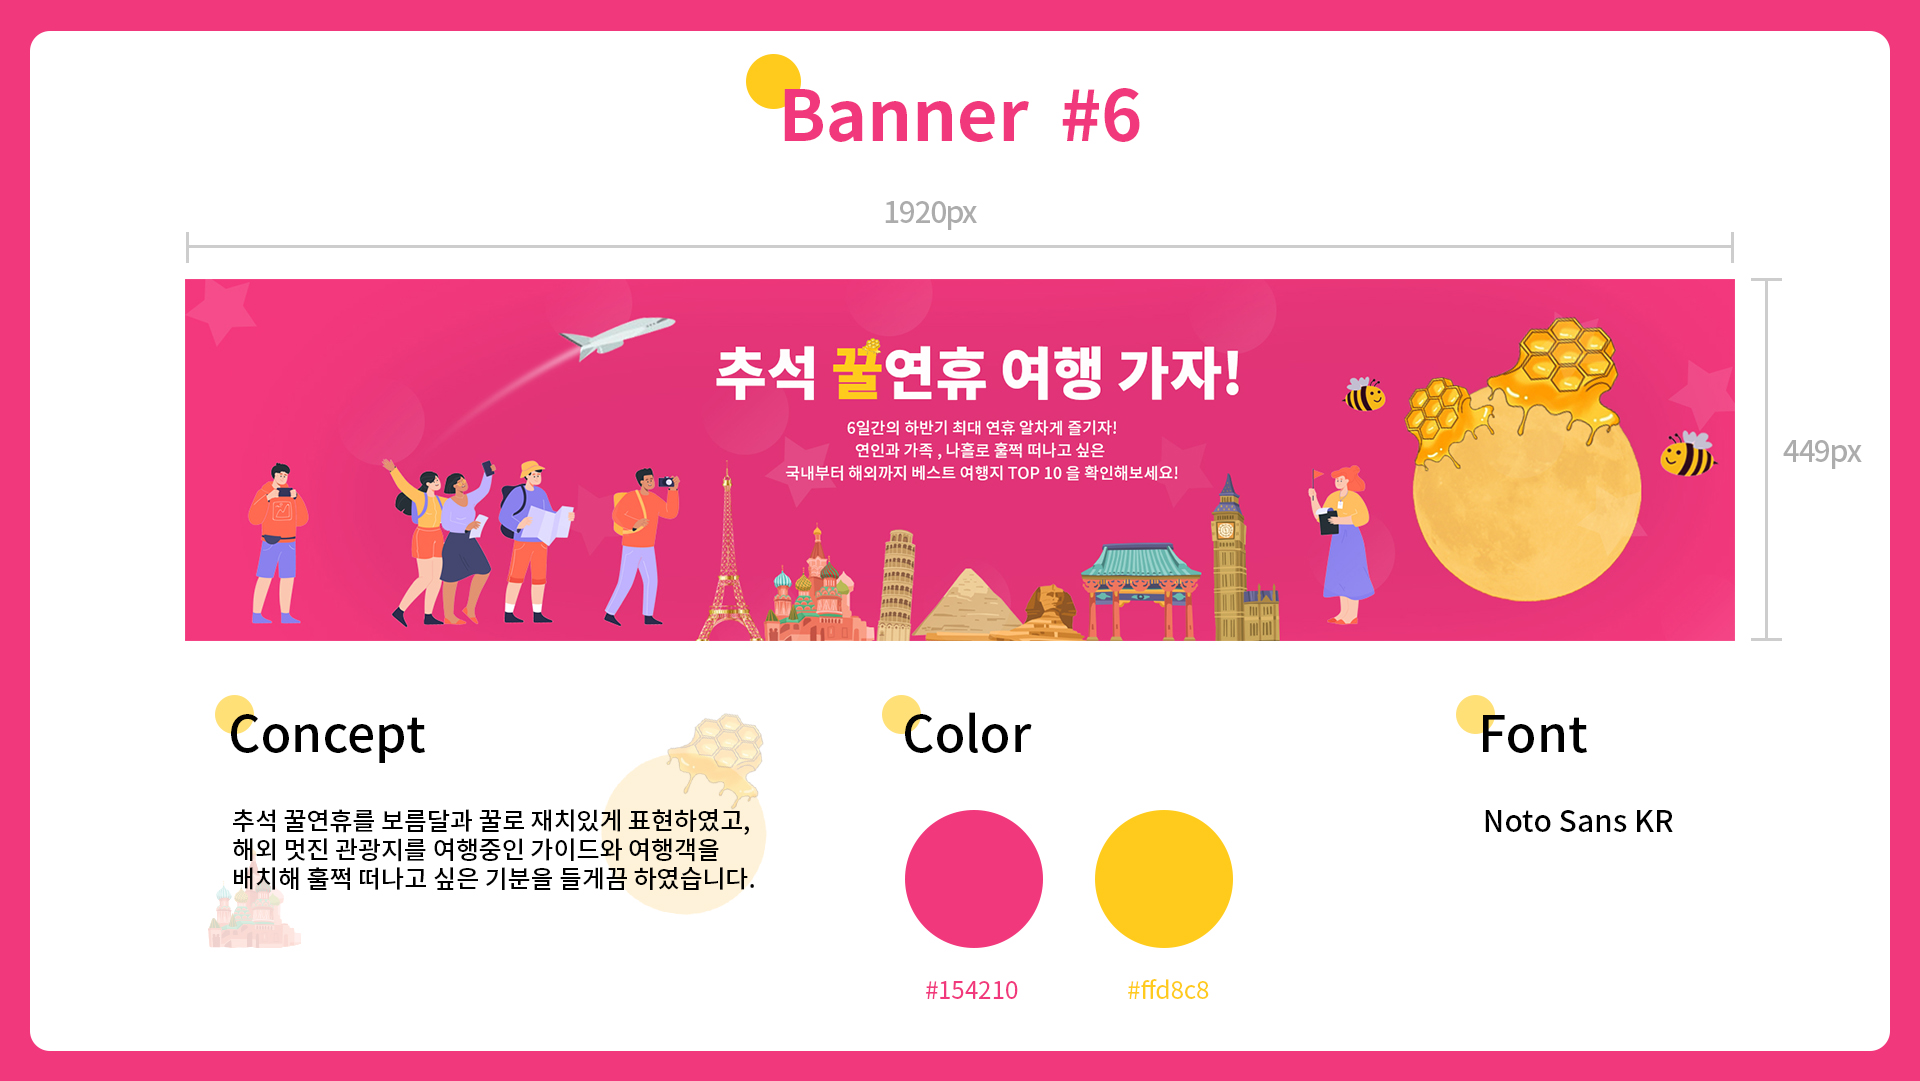 Banner #6
1920px
추석 꿀연휴 여행 가자!
6일간의 하반기 최대 연휴 알차게 즐기자!
연인과 가족 , 나홀로 훌쩍 떠나고 싶은
국내부터 해외까지 베스트 여행지 TOP 10 을 확인해보세요!
449px
Concept
추석 꿀연휴를 보름달과 꿀로 재치있게 표현하였고,
해외 멋진 관광지를 여행중인 가이드와 여행객을
배치해 훌쩍 떠나고 싶은 기분을 들게끔 하였습니다.
Color
#154210
#ffd8c8
Font
Noto Sans KR